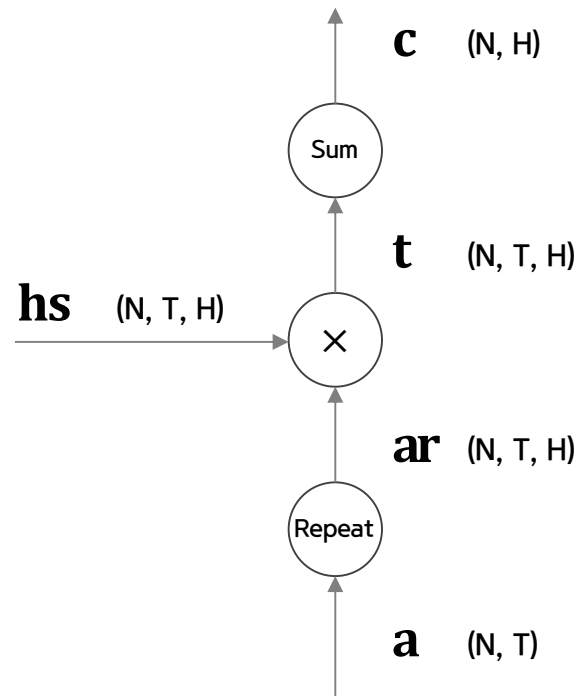 c (N, H)
Sum
t (N, T, H)
hs (N, T, H)
×
ar (N, T, H)
Repeat
a (N, T)